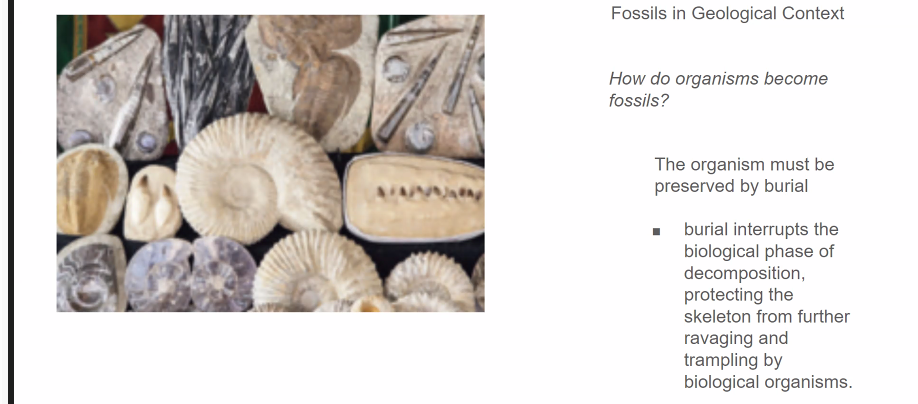 Fossils in Geological Context
How do organisms become
fossils?
The organism must be
preserved by burial
▪ burial interrupts the
biological phase of
decomposition,
protecting the
skeleton from further
ravaging and
trampling by
biological organisms.